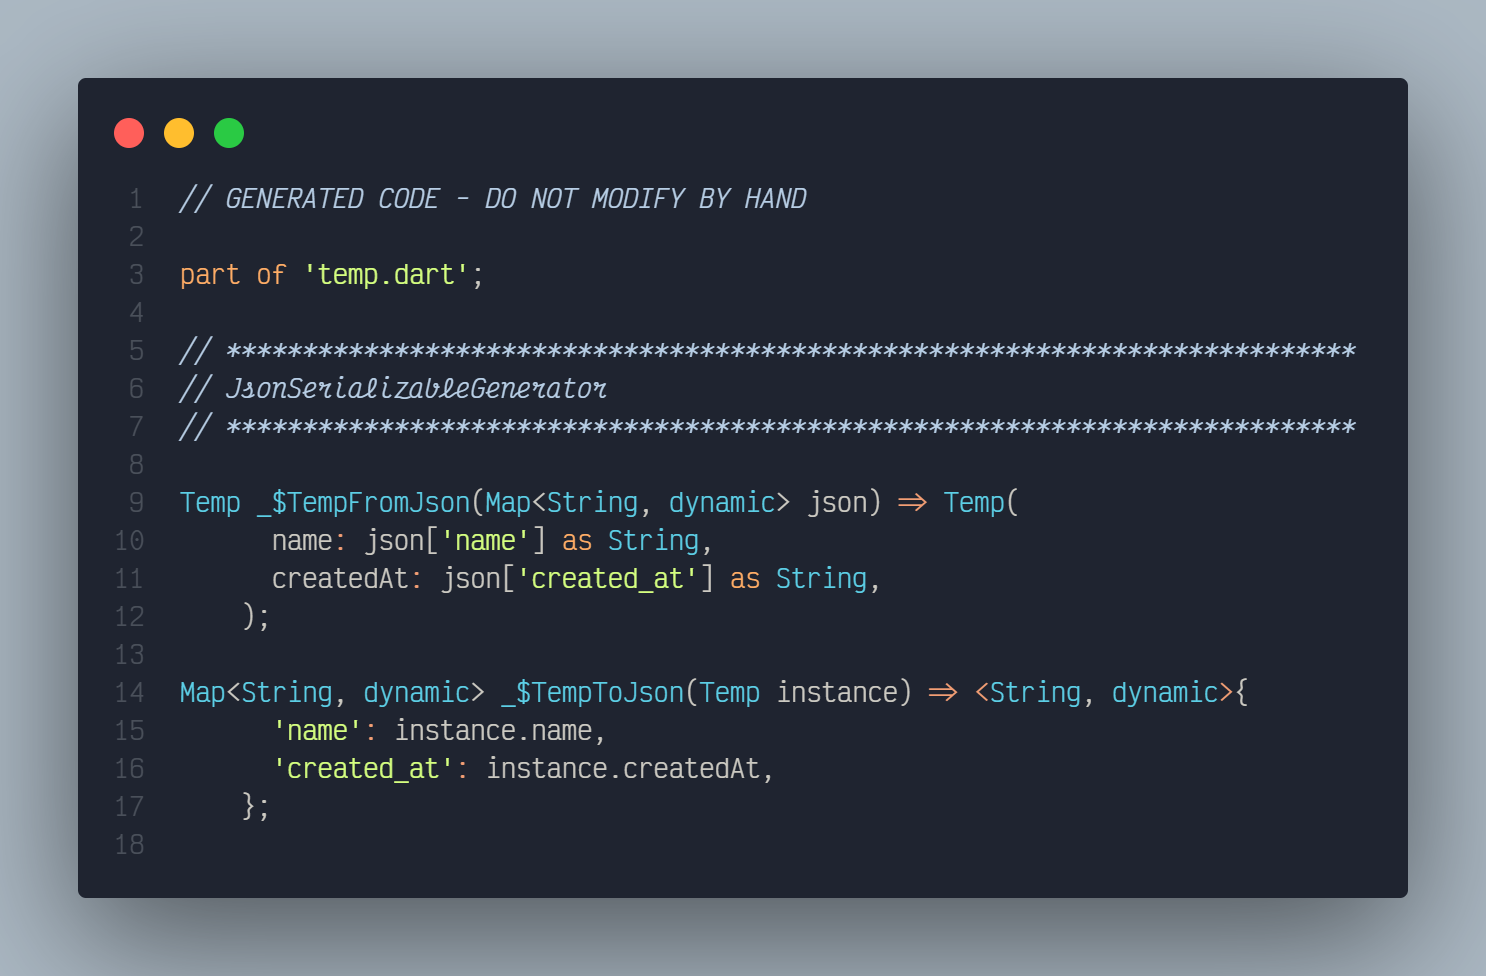 1 // GENERATED CODE - DO NOT MODIFY BY HAND
2
3 part of 'temp.dart';
4
5 // **************************************************************************
6 // JsonSerializableGenerator
7 // **************************************************************************
8
9 Temp _$TempFromJson(Map<String, dynamic> json) => Temp(
10       name: json['name'] as String,
11       createdAt: json['created_at'] as String,
12     );
13
14 Map<String, dynamic> _$TempToJson(Temp instance) => <String, dynamic>{
15       'name': instance.name,
16       'created_at': instance.createdAt,
17     };
18